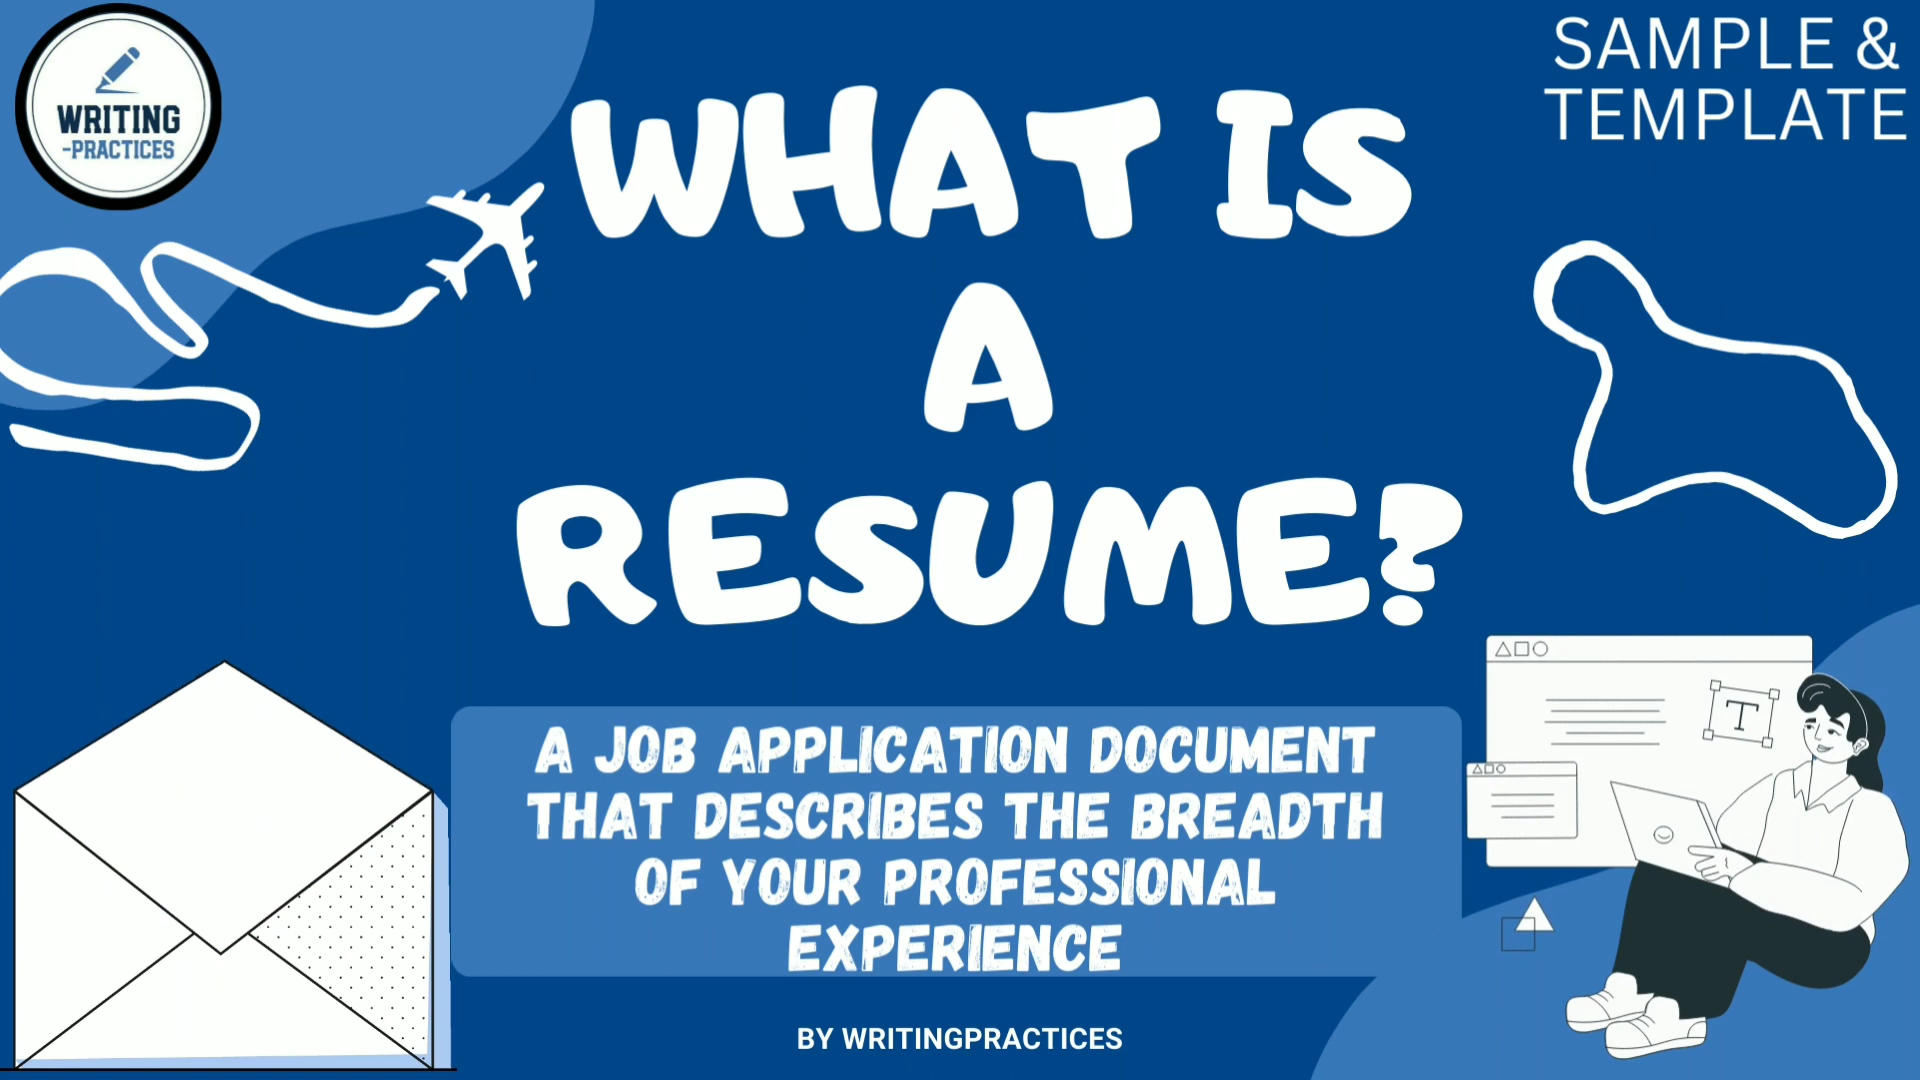 WRITING
-PRACTICES
SAMPLE &
TEMPLATE
WHAT IS
A
RESUME?
T
A JOB APPLICATION DOCUMENT
THAT DESCRIBES THE BREADTH
OF YOUR PROFESSIONAL
EXPERIENCE
BY WRITINGPRACTICES